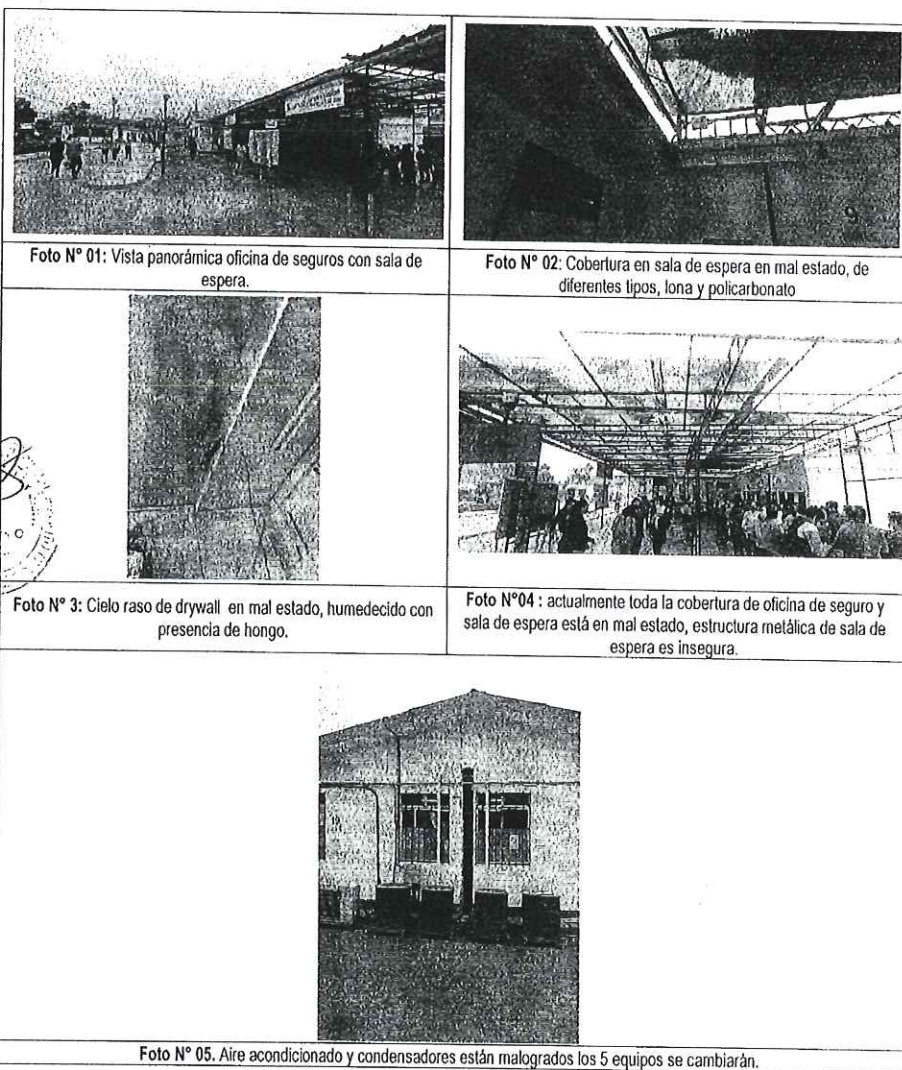 Foto N° 01: Vista panorámica oficina de seguros con sala de
espera.
Foto N° 02: Cobertura en sala de espera en mal estado, de
diferentes tipos, lona y policarbonato
Foto N° 3: Cielo raso de drywall en mal estado, humedecido con
presencia de hongo.
Foto N°04 : actualmente toda la cobertura de oficina de seguro y
sala de espera está en mal estado, estructura metálica de sala de
espera es insegura.
Foto N° 05. Aire acondicionado y condensadores están malogrados los 5 equipos se cambiarán.